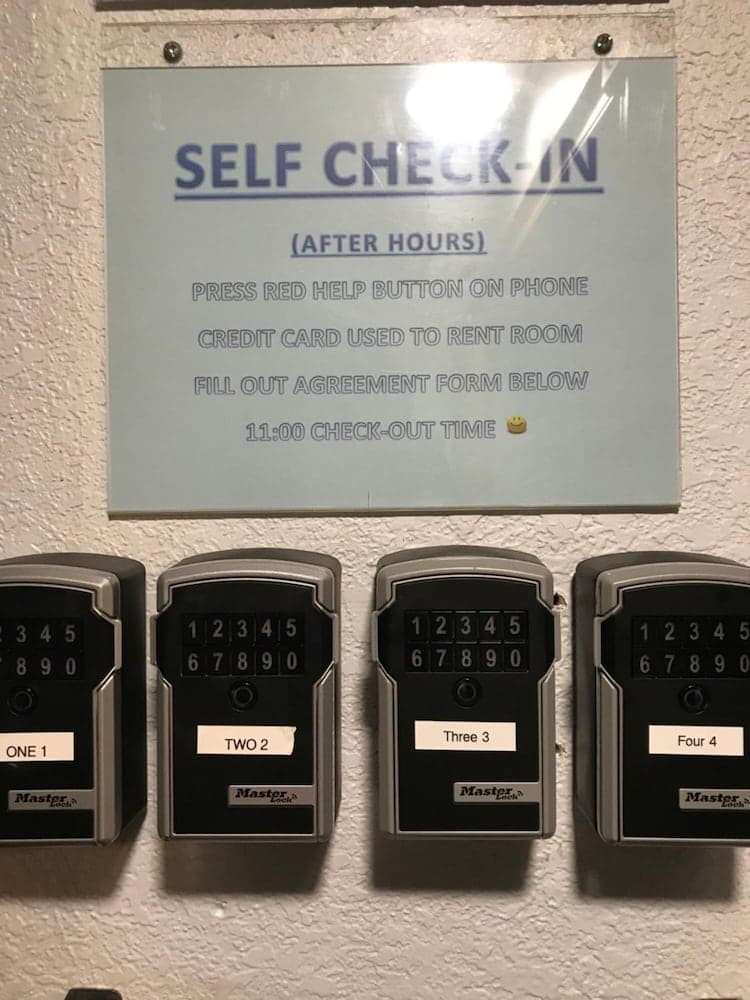 SELF CHECK-IN
(AFTER HOURS)
PRESS RED HELP BUTTON ON PHONE
CREDIT CARD USED TO RENT ROOM
FILL OUT AGREEMENT FORM BELOW
11:00 CHECK-OUT TIME
3 4 5
8 9 0
ONE 1
Master Lock
1 2 3 4 5
6 7 8 9 0
TWO 2
Master Lock
1 2 3 4 5
6 7 8 9 0
Three 3
Master Lock
1 2 3 4 5
6 7 8 9 0
Four 4
Master Lock